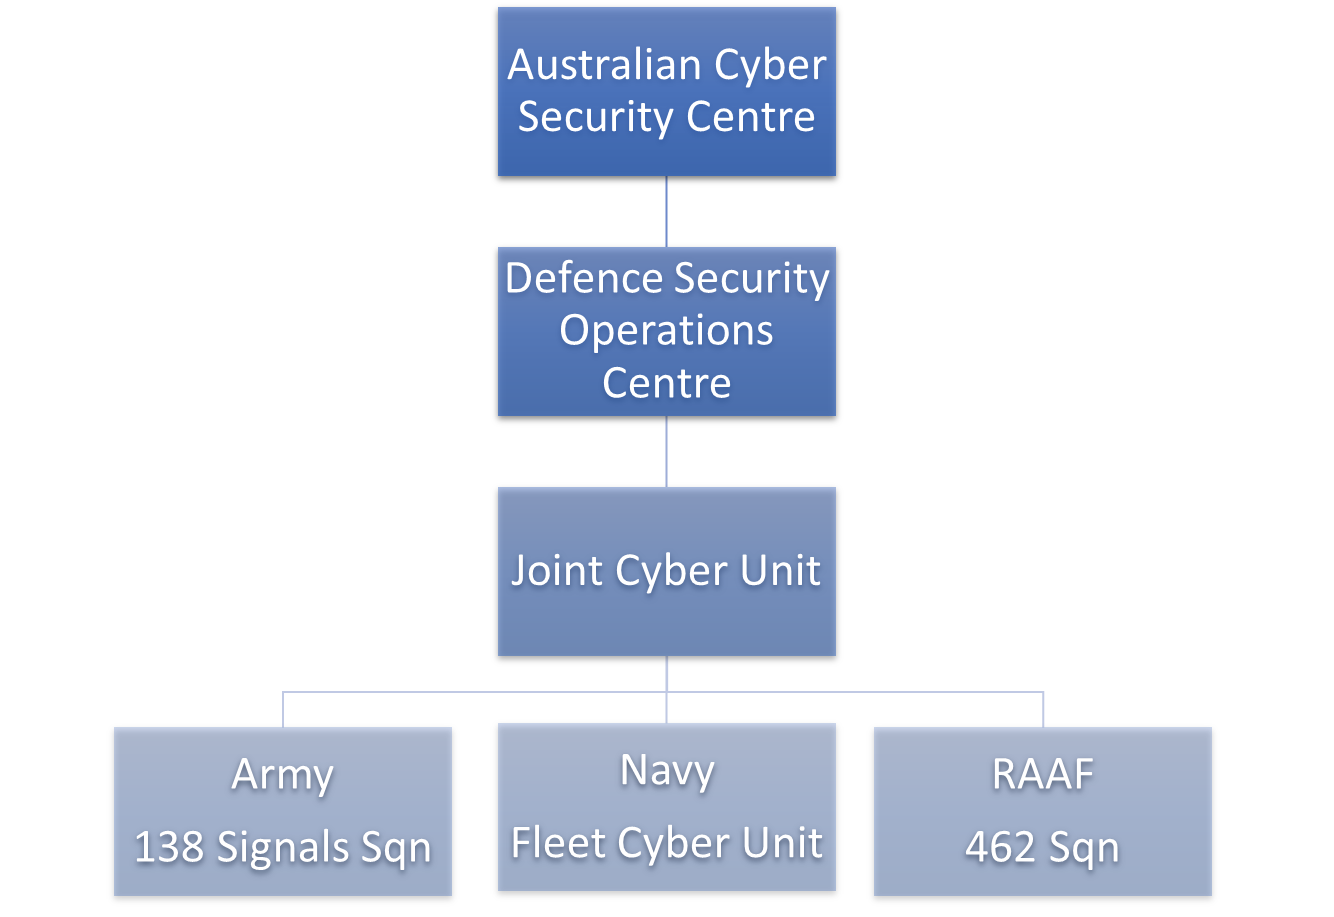 Australian Cyber
Security Centre
Defence Security
Operations
Centre
Joint Cyber Unit
Army
138 Signals Sqn
Navy
Fleet Cyber Unit
RAAF
462 Sqn